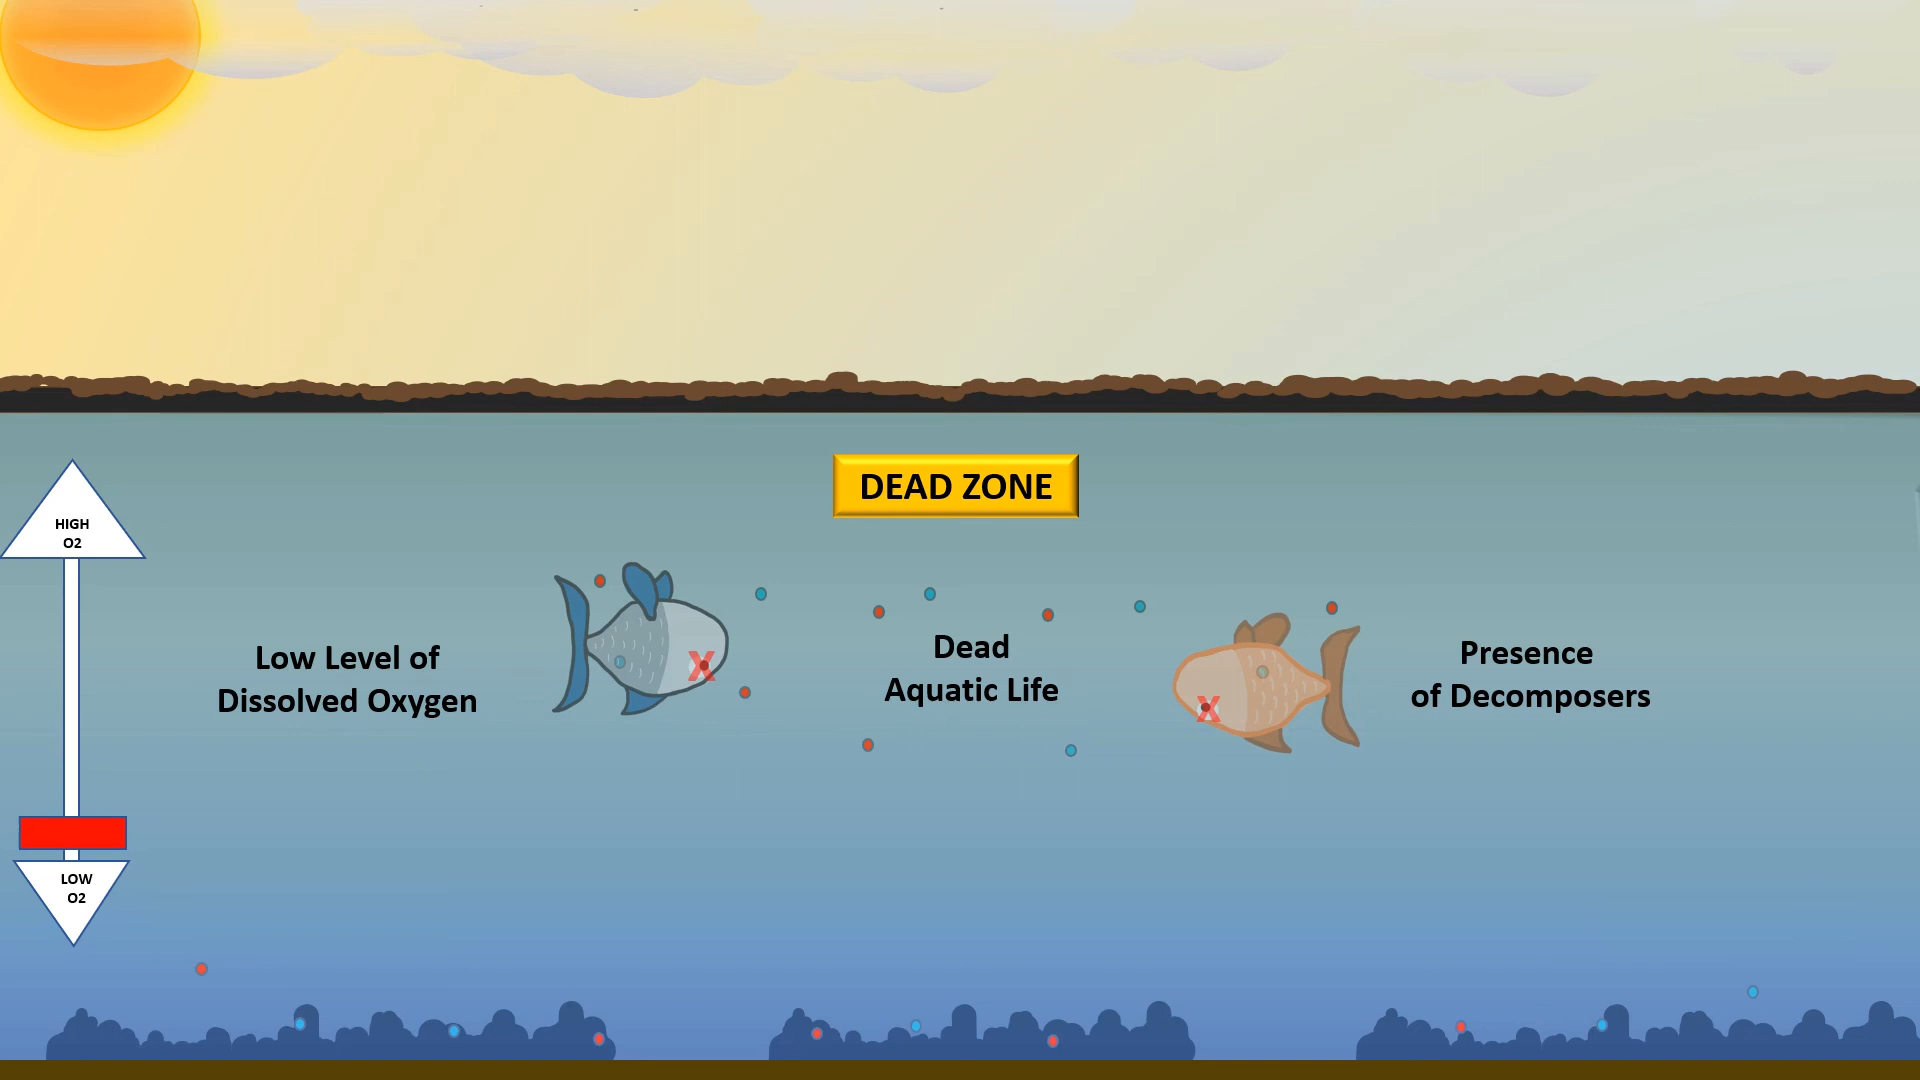 DEAD ZONE
HIGH
O2
Low Level of
Dissolved Oxygen
X
Dead
Aquatic Life
X
Presence
of Decomposers
LOW
O2